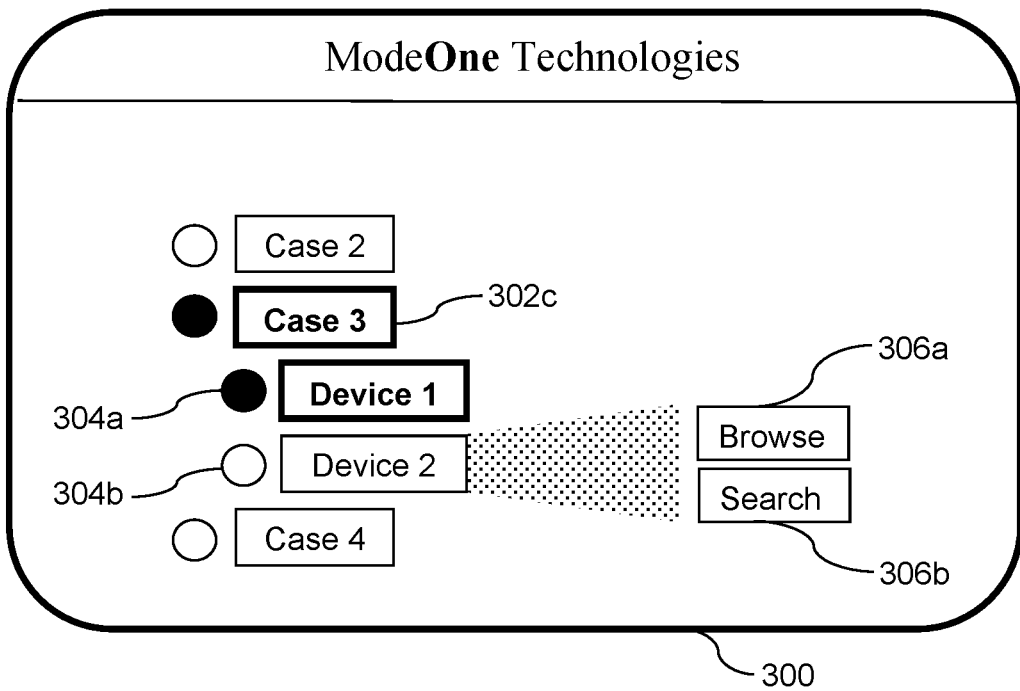 ModeOne Technologies
Case 2
Case 3
302c
306a
Device 1
304a
Browse
Device 2
304b
Search
Case 4
306b
300